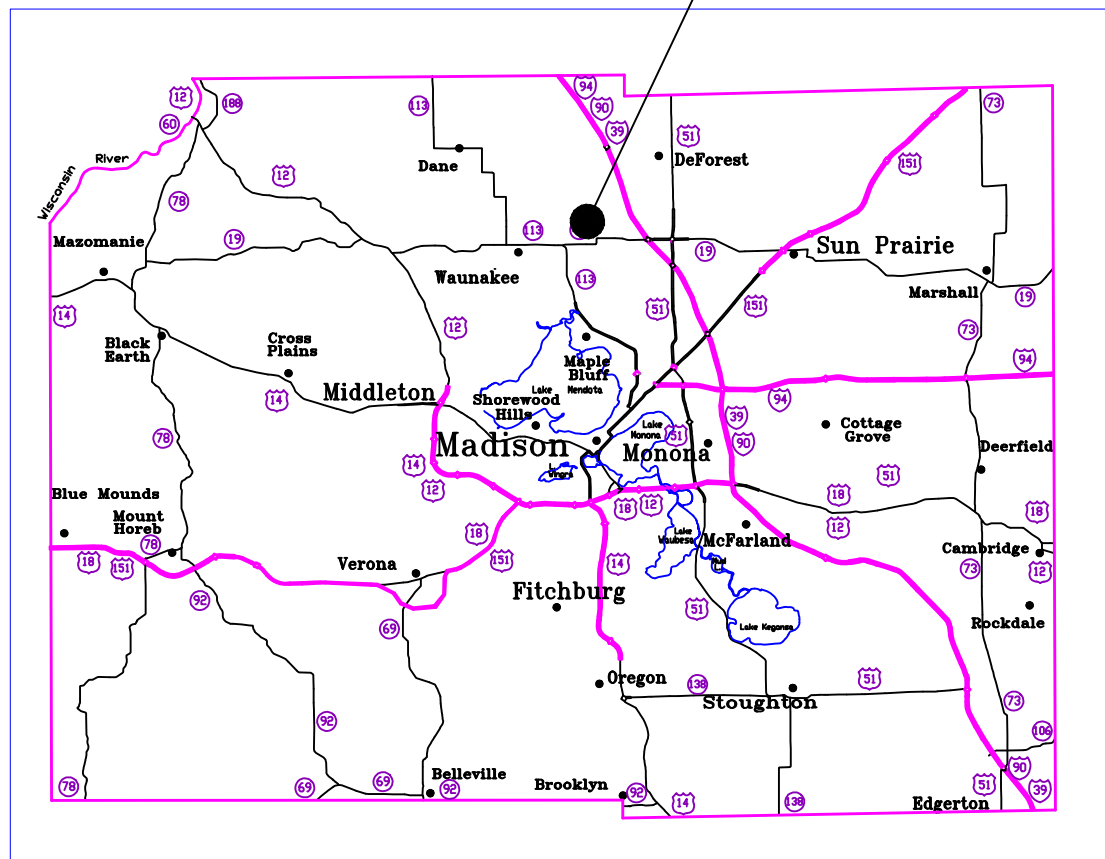 12
188
94
113
90
73
60
39
51
DeForest
151
River
Dane
12
Wisconsin
78
Mazomanie
19
113
19
Sun Prairie
Waunakee
113
Marshall
14
51
151
19
12
73
Black
Earth
Cross
Plains
Maple
Bluff
94
Middleton
Lake
Mendota
14
Shorewood
Hills
94
39
Cottage
Grove
Lake
Monona
51
Madison
Monona
90
78
14
12
Deerfield
51
Blue Mounds
18
12
18
12
18
Mount
Horeb
18
Lake
Waubesa
McFarland
78
18
151
151
14
Cambridge
Verona
Mud
73
12
92
Fitchburg
51
Rockdale
69
Lake Kegonsa
Oregon
138
51
Stoughton
73
92
106
Belleville
90
78
69
69
92
Brooklyn
92
14
138
51
Edgerton
39